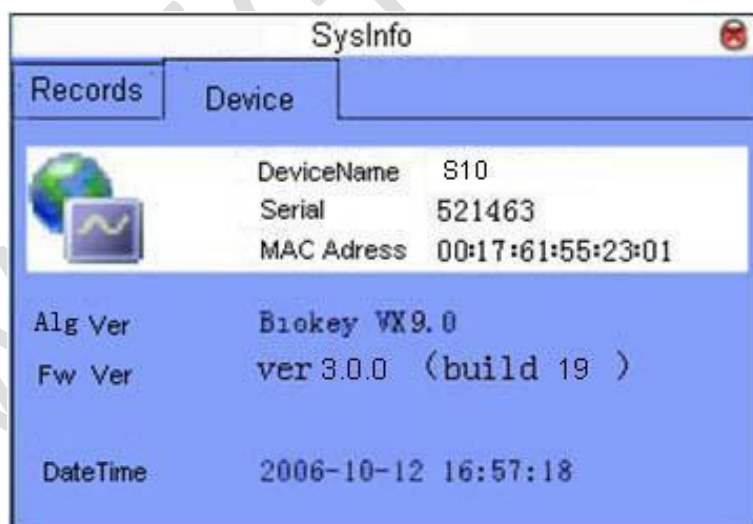 SysInfo
Records Device
DeviceName S10
Serial 521463
MAC Adress 00:17:61:55:23:01
Alg Ver Biokey VX9.0
Fw Ver ver 3.0.0 (build 19 )
DateTime 2006-10-12 16:57:18